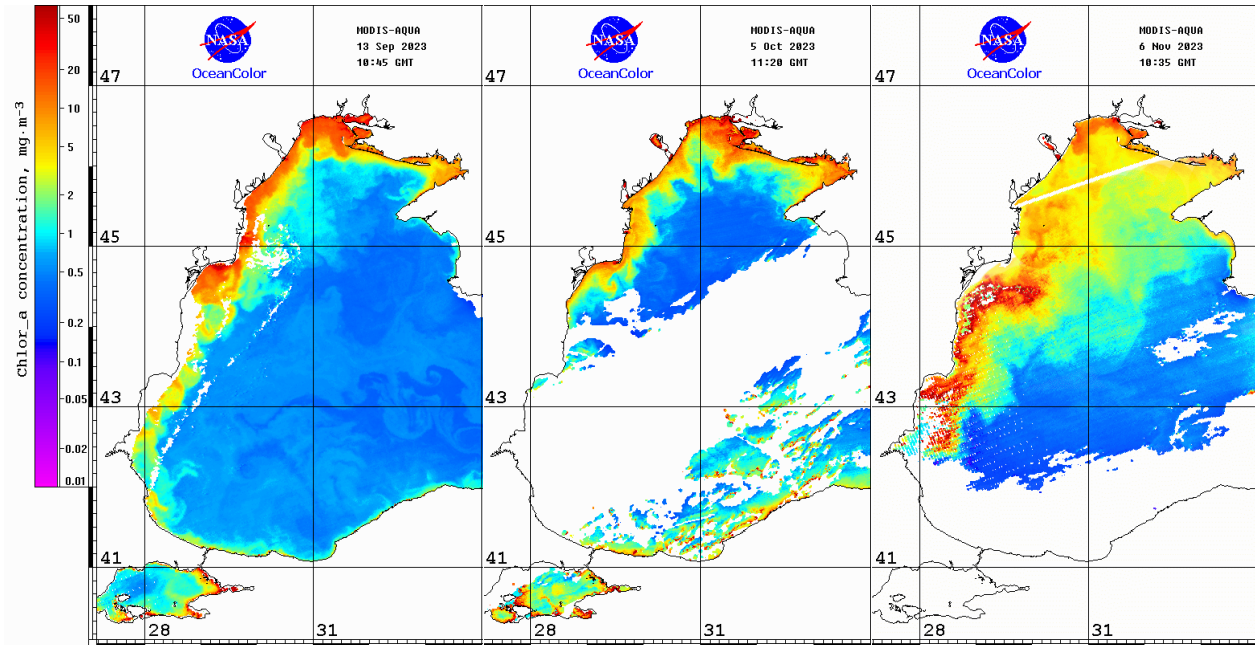 Chlor_a concentration, mg·m⁻³
50
20
10
5
2
1
0.5
0.2
0.1
0.05
0.02
0.01
NASA
OceanColor
MODIS-AQUA
13 Sep 2023
10:45 GMT
47
45
43
41
28
31
NASA
OceanColor
MODIS-AQUA
5 Oct 2023
11:20 GMT
47
45
43
41
28
31
NASA
OceanColor
MODIS-AQUA
6 Nov 2023
10:35 GMT
47
45
43
41
28
31